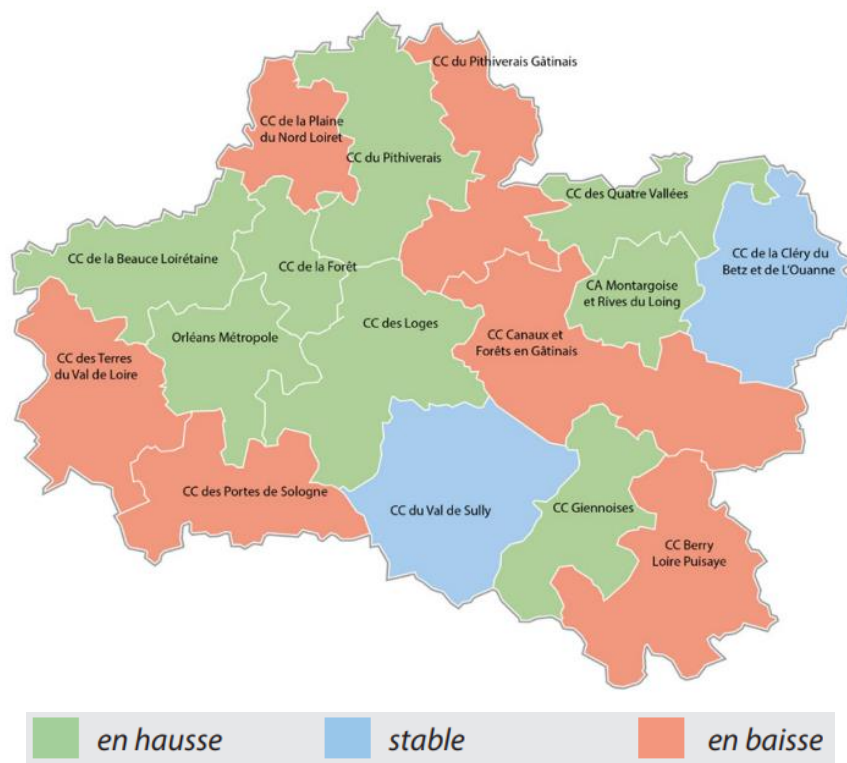 CC du Pithiverais Gâtinais
CC de la Plaine
du Nord Loiret
CC du Pithiverais
CC des Quatre Vallées
CC de la Beauce Loirétaine
CC de la Forêt
CC de la Cléry du
Betz et de L'Ouanne
CA Montargoise
et Rives du Loing
Orléans Métropole
CC des Loges
CC Canaux et
Forêts en Gâtinais
CC des Terres
du Val de Loire
CC des Portes de Sologne
CC du Val de Sully
CC Giennoises
CC Berry
Loire Puisaye
en hausse
stable
en baisse